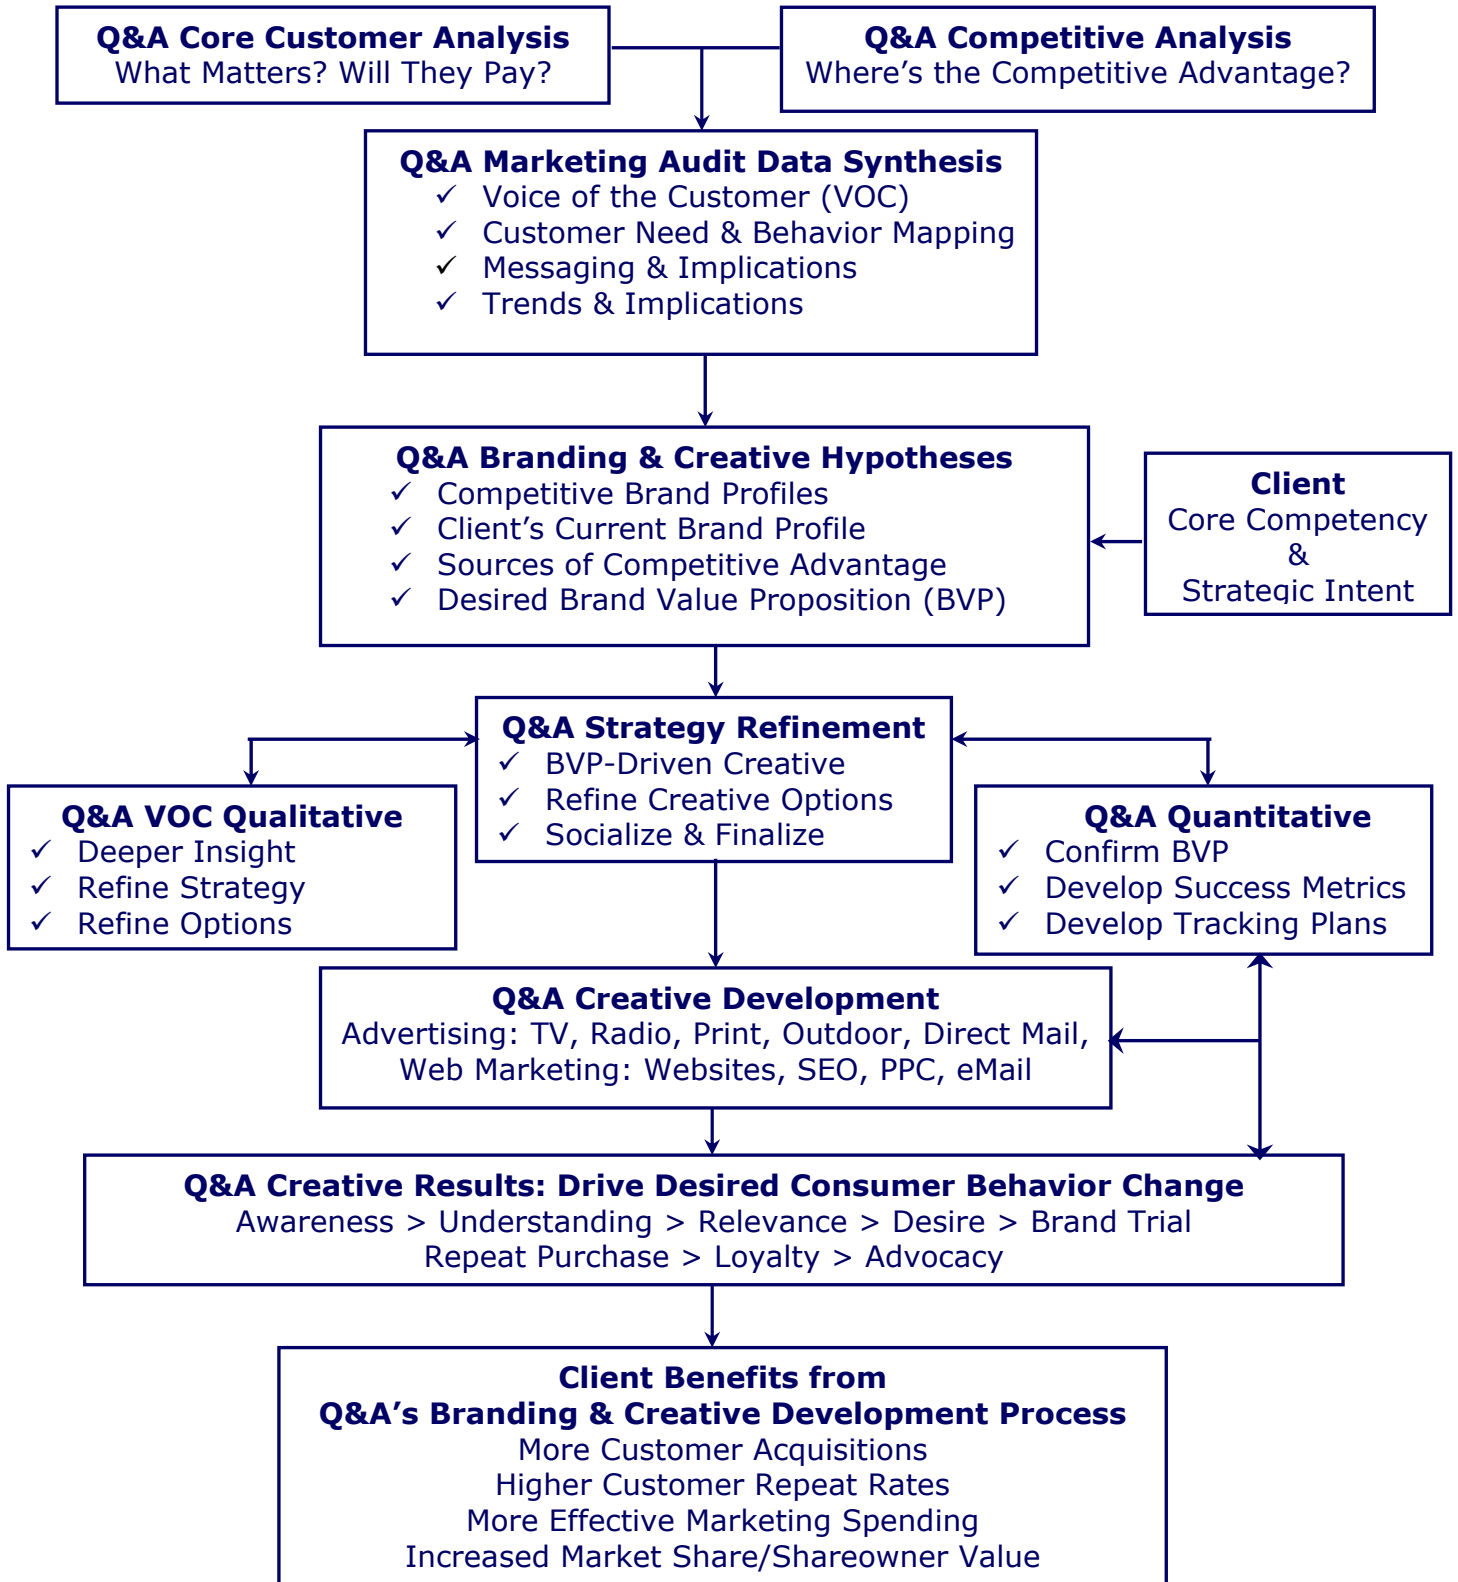 Q&A Core Customer Analysis
What Matters? Will They Pay?
Q&A Competitive Analysis
Where’s the Competitive Advantage?
Q&A Marketing Audit Data Synthesis
✓ Voice of the Customer (VOC)
✓ Customer Need & Behavior Mapping
✓ Messaging & Implications
✓ Trends & Implications
Q&A Branding & Creative Hypotheses
✓ Competitive Brand Profiles
✓ Client’s Current Brand Profile
✓ Sources of Competitive Advantage
✓ Desired Brand Value Proposition (BVP)
Client
Core Competency
&
Strategic Intent
Q&A Strategy Refinement
✓ BVP-Driven Creative
✓ Refine Creative Options
✓ Socialize & Finalize
Q&A VOC Qualitative
✓ Deeper Insight
✓ Refine Strategy
✓ Refine Options
Q&A Quantitative
✓ Confirm BVP
✓ Develop Success Metrics
✓ Develop Tracking Plans
Q&A Creative Development
Advertising: TV, Radio, Print, Outdoor, Direct Mail,
Web Marketing: Websites, SEO, PPC, eMail
Q&A Creative Results: Drive Desired Consumer Behavior Change
Awareness > Understanding > Relevance > Desire > Brand Trial
Repeat Purchase > Loyalty > Advocacy
Client Benefits from
Q&A’s Branding & Creative Development Process
More Customer Acquisitions
Higher Customer Repeat Rates
More Effective Marketing Spending
Increased Market Share/Shareowner Value